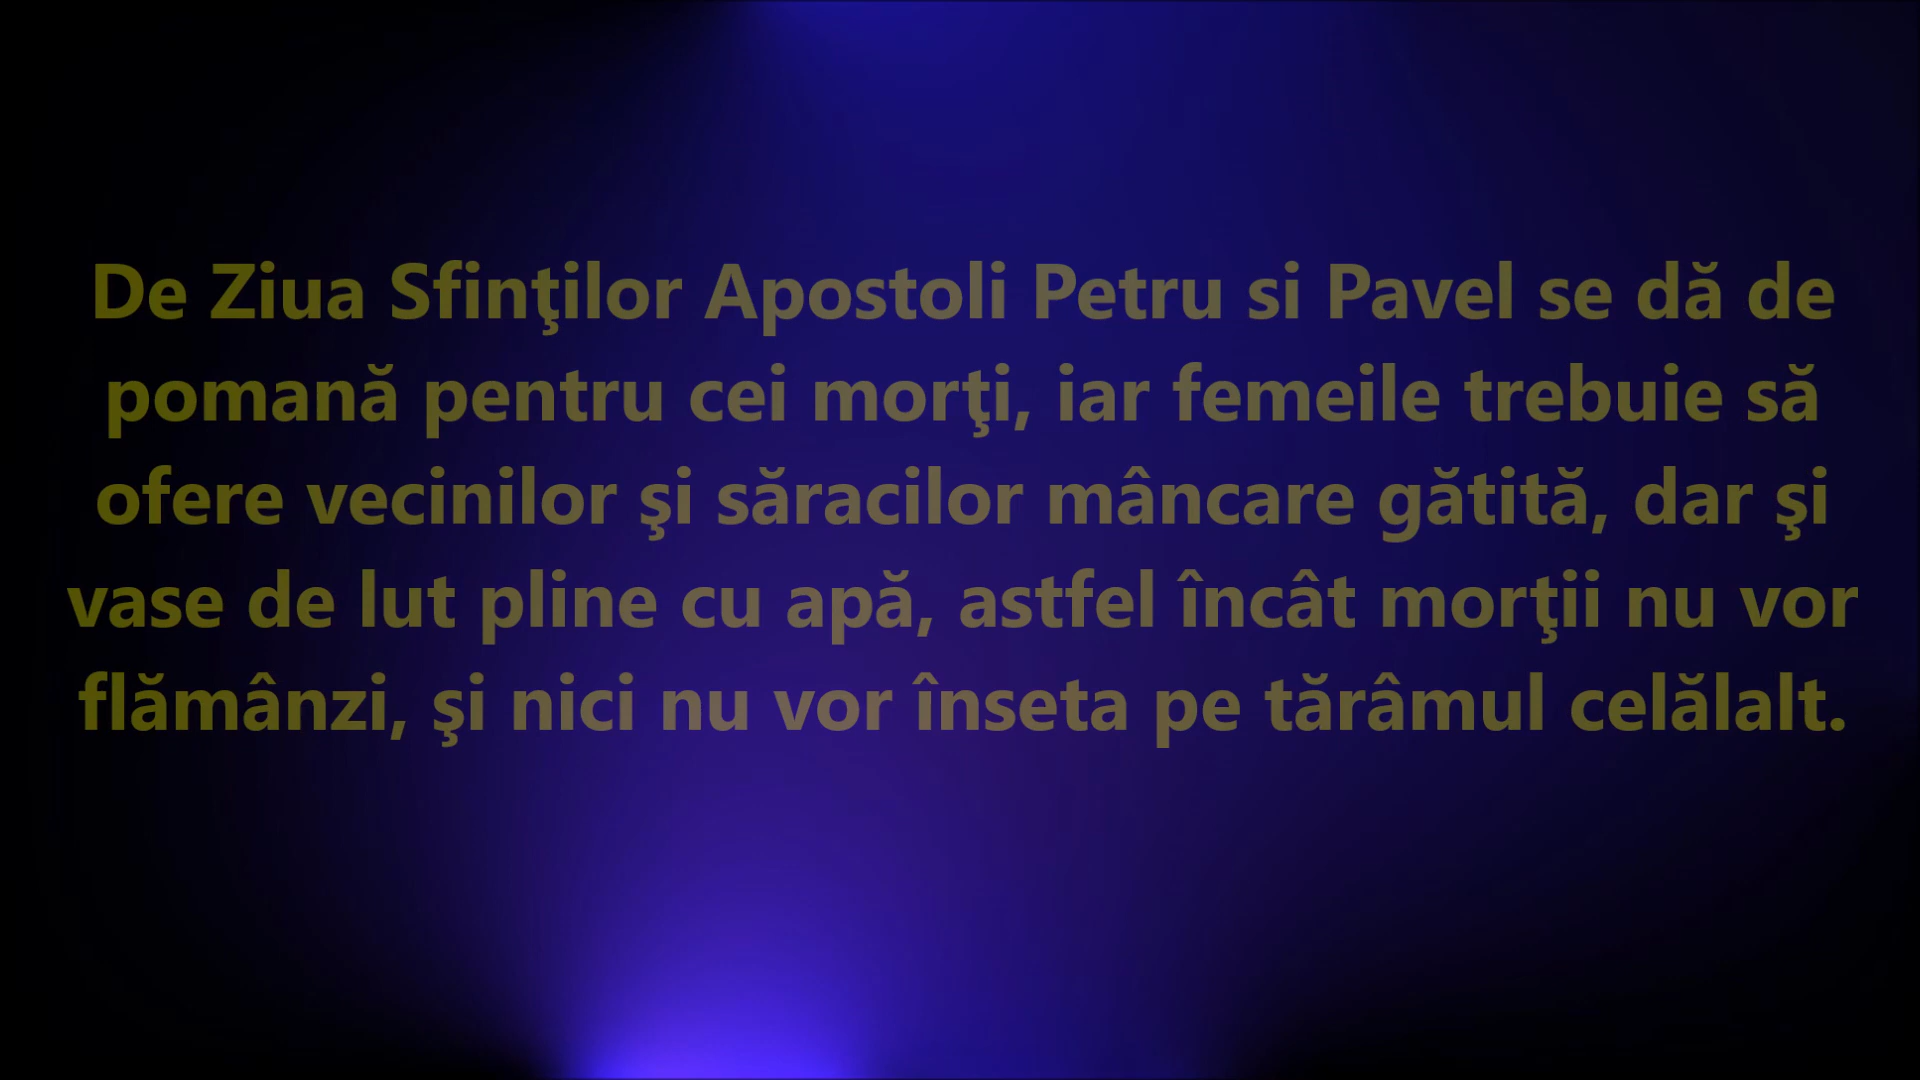 De Ziua Sfinţilor Apostoli Petru si Pavel se dă de
pomană pentru cei morţi, iar femeile trebuie să
ofere vecinilor şi săracilor mâncare gătită, dar şi
vase de lut pline cu apă, astfel încât morţii nu vor
flămânzi, şi nici nu vor înseta pe tărâmul celălalt.